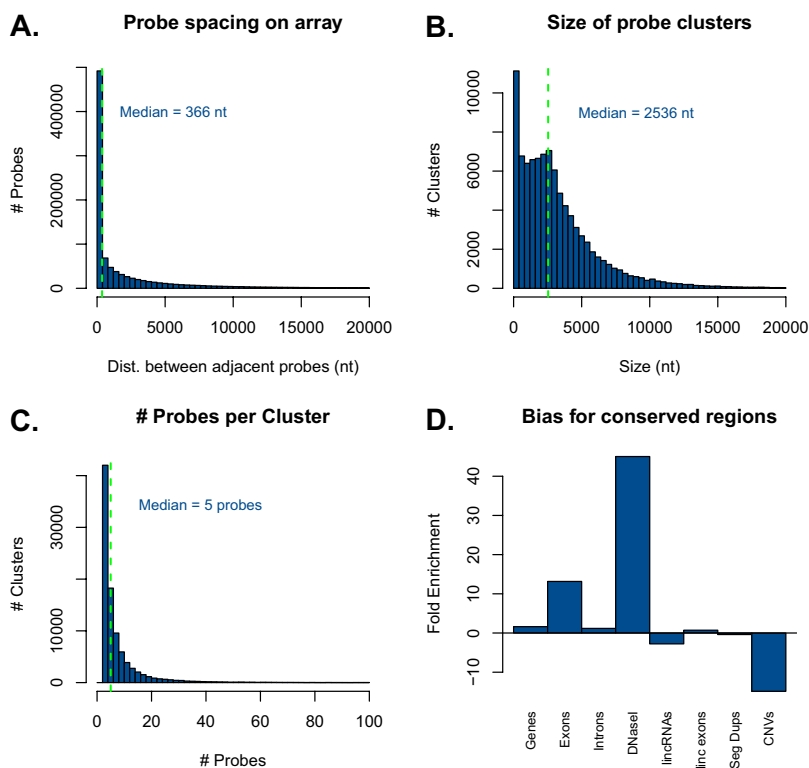 A.
Probe spacing on array
# Probes
0
200000
400000
Median = 366 nt
0
5000
10000
15000
20000
Dist. between adjacent probes (nt)
B.
Size of probe clusters
# Clusters
0
2000
6000
10000
Median = 2536 nt
0
5000
10000
15000
20000
Size (nt)
C.
# Probes per Cluster
# Clusters
0
10000
30000
Median = 5 probes
0
20
40
60
80
100
# Probes
D.
Bias for conserved regions
Fold Enrichment
−10
0
10
20
30
40
Genes
Exons
Introns
DNaseI
lincRNAs
linc exons
Seg Dups
CNVs